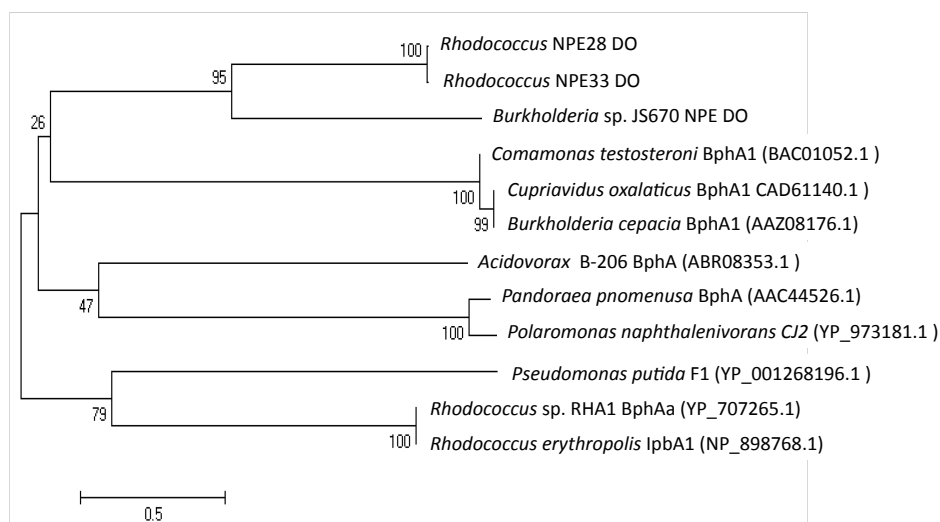 100 Rhodococcus NPE28 DO
Rhodococcus NPE33 DO
95
Burkholderia sp. JS670 NPE DO
26
Comamonas testosteroni BphA1 (BAC01052.1 )
100 Cupriavidus oxalaticus BphA1 CAD61140.1 )
99 Burkholderia cepacia BphA1 (AAZ08176.1)
Acidovorax B-206 BphA (ABR08353.1 )
47
Pandoraea pnomenusa BphA (AAC44526.1)
100 Polaromonas naphthalenivorans CJ2 (YP_973181.1 )
Pseudomonas putida F1 (YP_001268196.1 )
79
Rhodococcus sp. RHA1 BphAa (YP_707265.1)
100 Rhodococcus erythropolis IpbA1 (NP_898768.1)
0.5